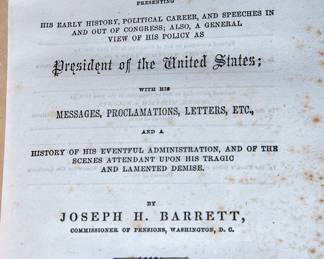 PRESENTING
HIS EARLY HISTORY, POLITICAL CAREER, AND SPEECHES IN
AND OUT OF CONGRESS; ALSO, A GENERAL
VIEW OF HIS POLICY AS
President of the United States;
WITH HIS
MESSAGES, PROCLAMATIONS, LETTERS, ETC.,
AND A
HISTORY OF HIS EVENTFUL ADMINISTRATION, AND OF THE
SCENES ATTENDANT UPON HIS TRAGIC
AND LAMENTED DEMISE.
BY
JOSEPH H. BARRETT,
COMMISSIONER OF PENSIONS, WASHINGTON, D. C.